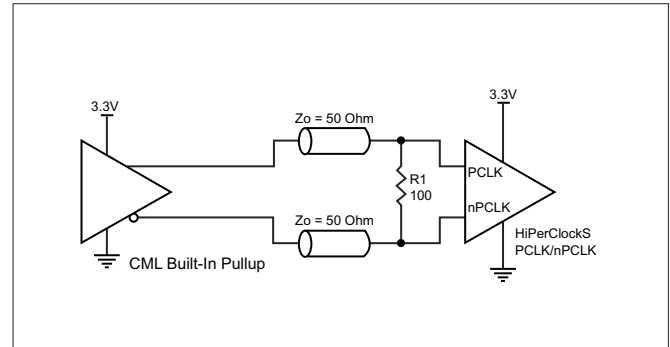 3.3V
3.3V
Zo = 50 Ohm
PCLK
R1
100
nPCLK
Zo = 50 Ohm
HiPerClockS
PCLK/nPCLK
CML Built-In Pullup